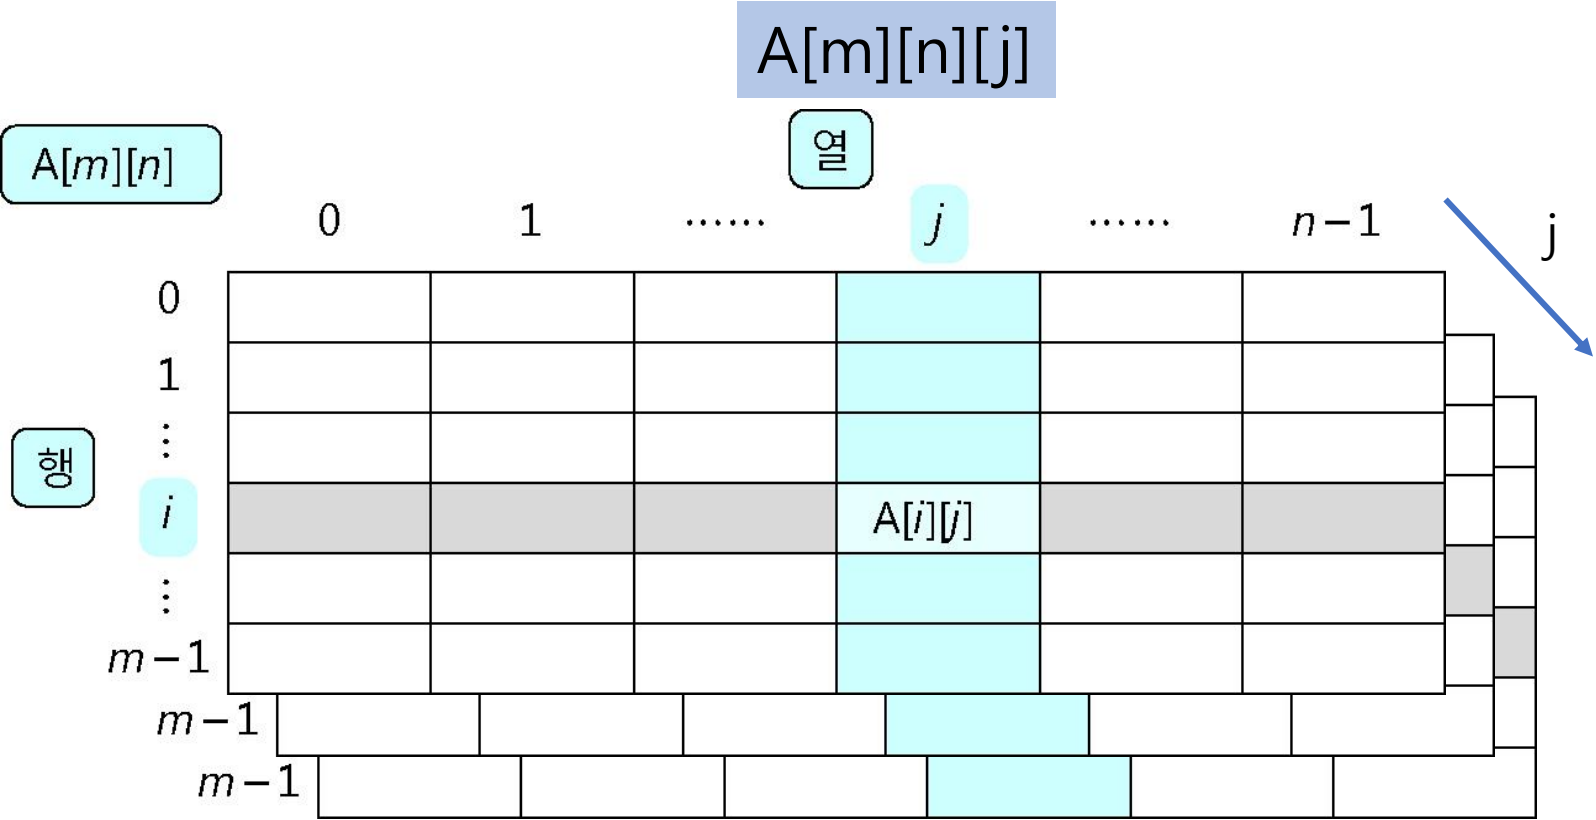 A[m][n][j]
A[m][n]
열
0 1 ⋯⋯ j ⋯⋯ n−1
j
0
1
⋮
행
i
A[i][j]
⋮
m−1
m−1
m−1